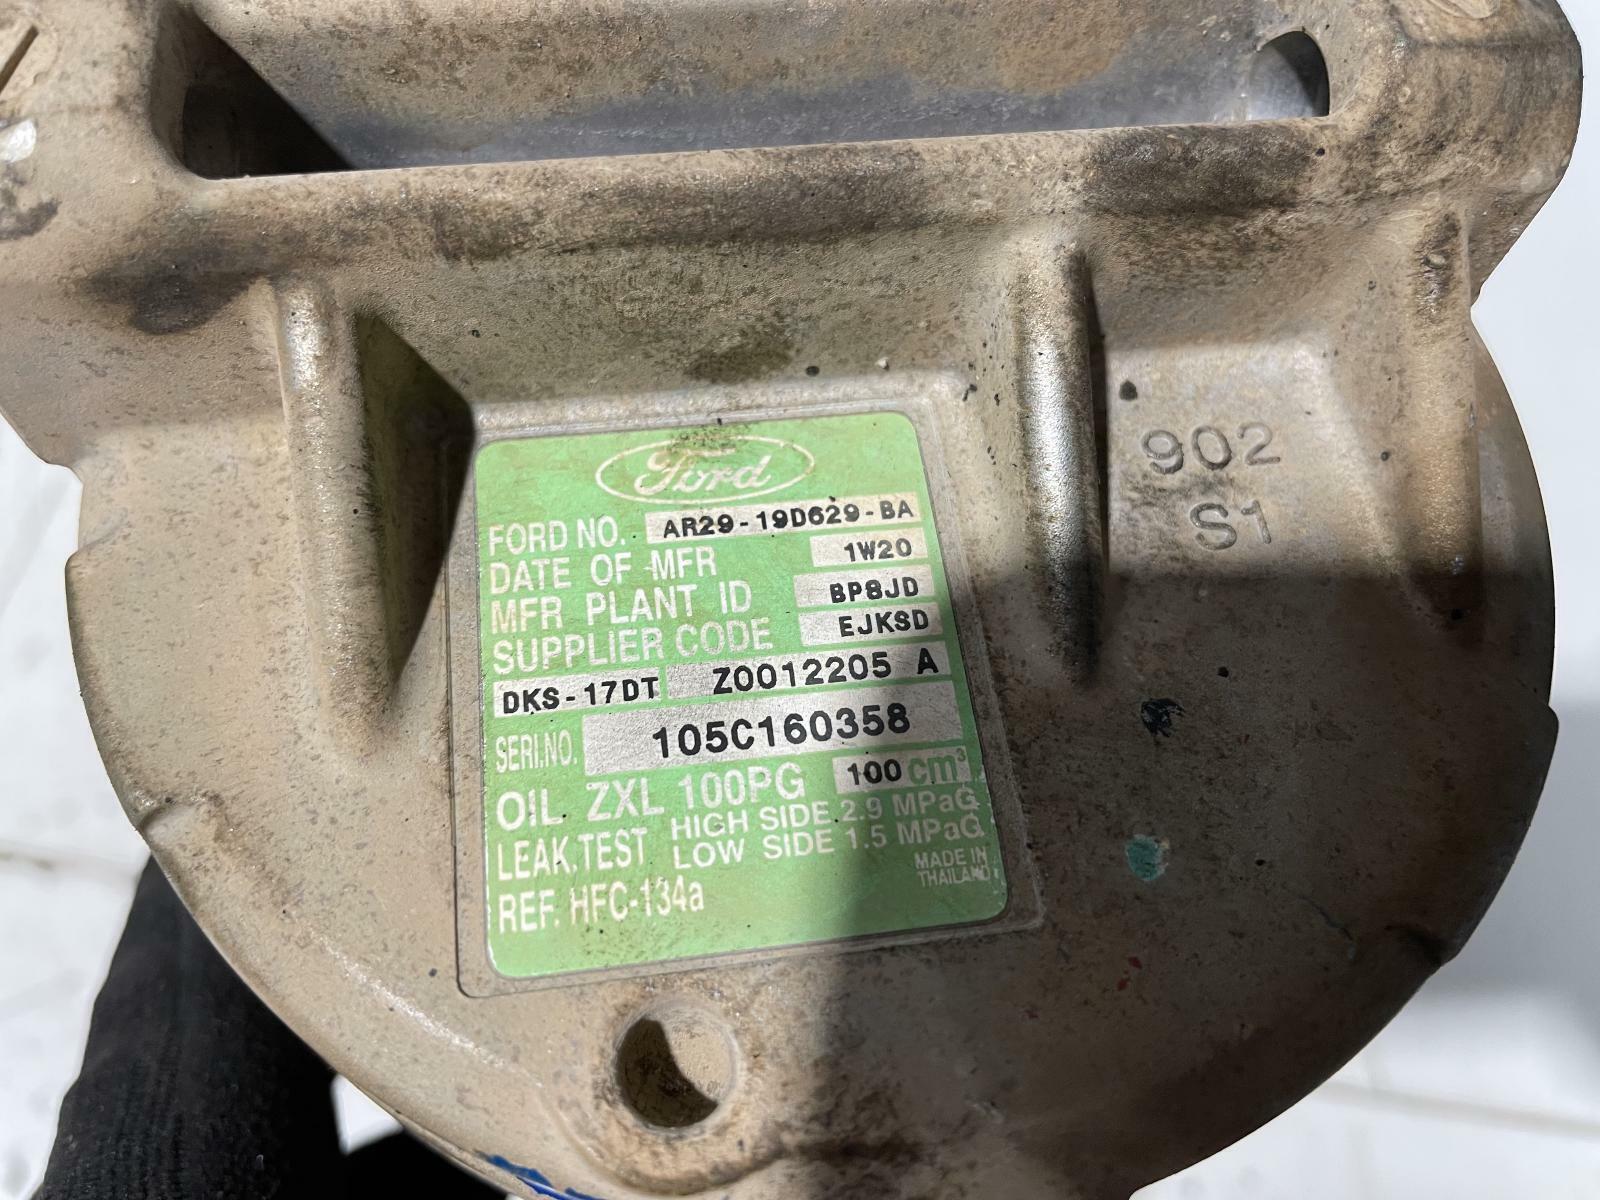 Ford
FORD NO. AR29-19D629-BA
DATE OF MFR 1W20
MFR PLANT ID BP8JD
SUPPLIER CODE EJKSD
DKS-17DT Z0012205 A
SERI.NO. 105C160358
OIL ZXL 100PG 100 cm³
LEAK,TEST HIGH SIDE 2.9 MPaG
LOW SIDE 1.5 MPaG
REF. HFC-134a
MADE IN
THAILAND
902
S1